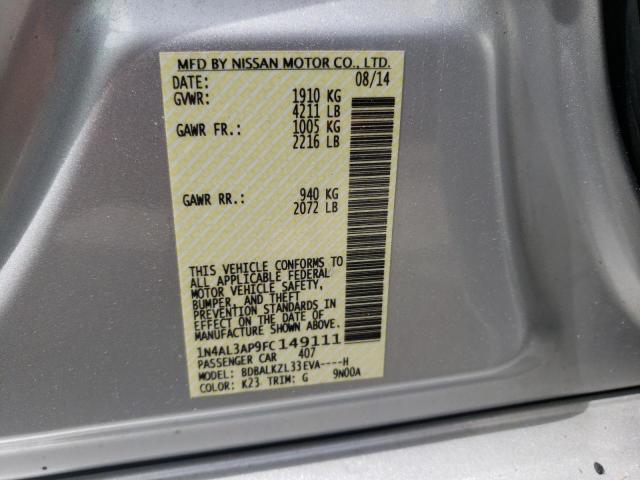 MFD BY NISSAN MOTOR CO., LTD.
DATE: 08/14
GVWR: 1910 KG
4211 LB
GAWR FR.: 1005 KG
2216 LB
GAWR RR.: 940 KG
2072 LB
THIS VEHICLE CONFORMS TO
ALL APPLICABLE FEDERAL
MOTOR VEHICLE SAFETY,
BUMPER, AND THEFT
PREVENTION STANDARDS IN
EFFECT ON THE DATE OF
MANUFACTURE SHOWN ABOVE.
1N4AL3AP9FC149111
PASSENGER CAR 407
MODEL: BDBALKZL33EVA----H
COLOR: K23 TRIM: G 9N00A